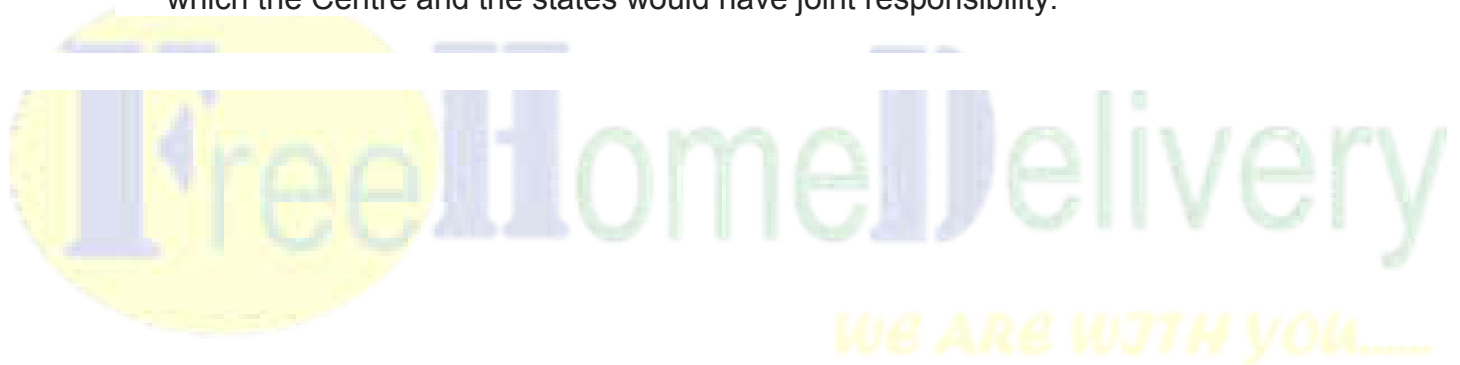 which the Centre and the states would have joint responsibility.
FreeHomeDelivery
WE ARE WITH YOU......